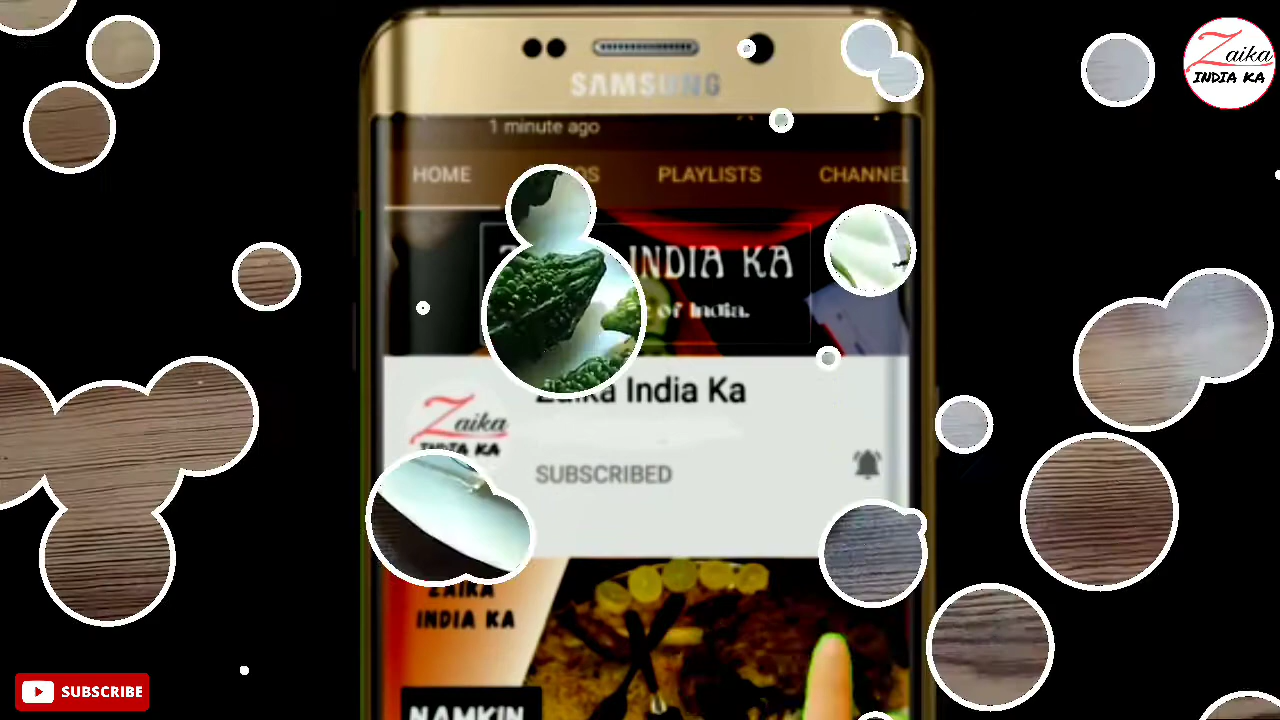 Zaika
INDIA KA
SAMSUNG
1 minute ago
HOME
PLAYLISTS
CHANNEL
INDIA KA
of India.
Zaika India Ka
Zaika
INDIA KA
SUBSCRIBED
ZAIKA
INDIA KA
NAMKIN
SUBSCRIBE